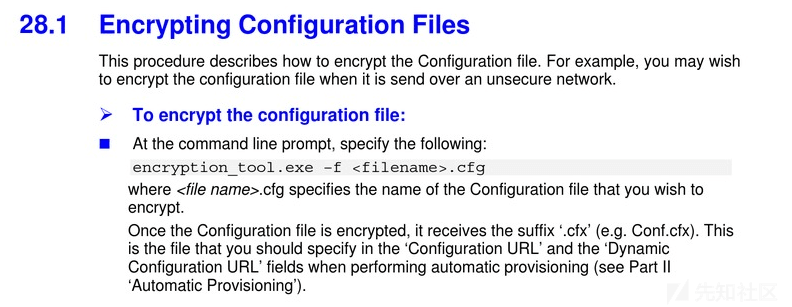 28.1 Encrypting Configuration Files
This procedure describes how to encrypt the Configuration file. For example, you may wish
to encrypt the configuration file when it is send over an unsecure network.
➢ To encrypt the configuration file:
■ At the command line prompt, specify the following:
encryption_tool.exe -f <filename>.cfg
where <file name>.cfg specifies the name of the Configuration file that you wish to
encrypt.
Once the Configuration file is encrypted, it receives the suffix ‘.cfx’ (e.g. Conf.cfx). This
is the file that you should specify in the ‘Configuration URL’ and the ‘Dynamic
Configuration URL’ fields when performing automatic provisioning (see Part II
‘Automatic Provisioning’).
先知社区